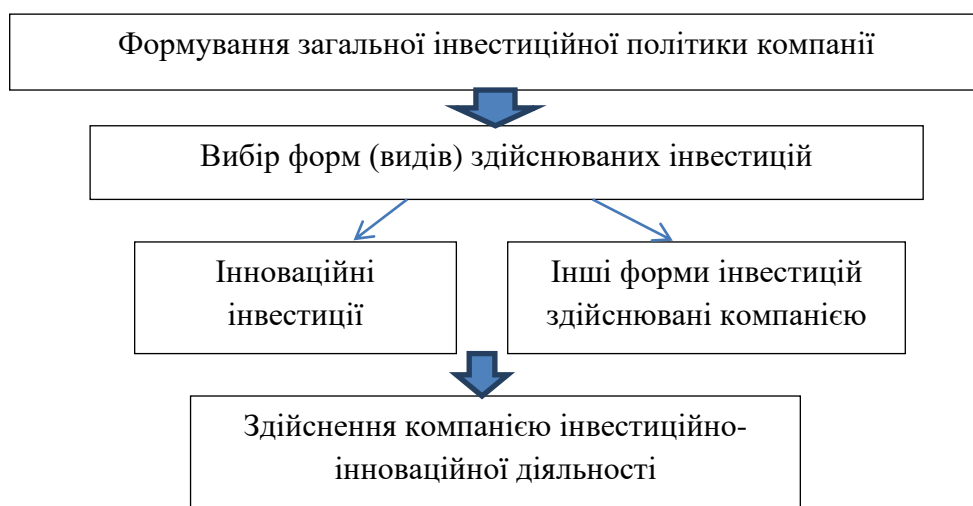 Формування загальної інвестиційної політики компанії
Вибір форм (видів) здійснюваних інвестицій
Інноваційні
інвестиції
Інші форми інвестицій
здійснювані компанією
Здійснення компанією інвестиційно-
інноваційної діяльності